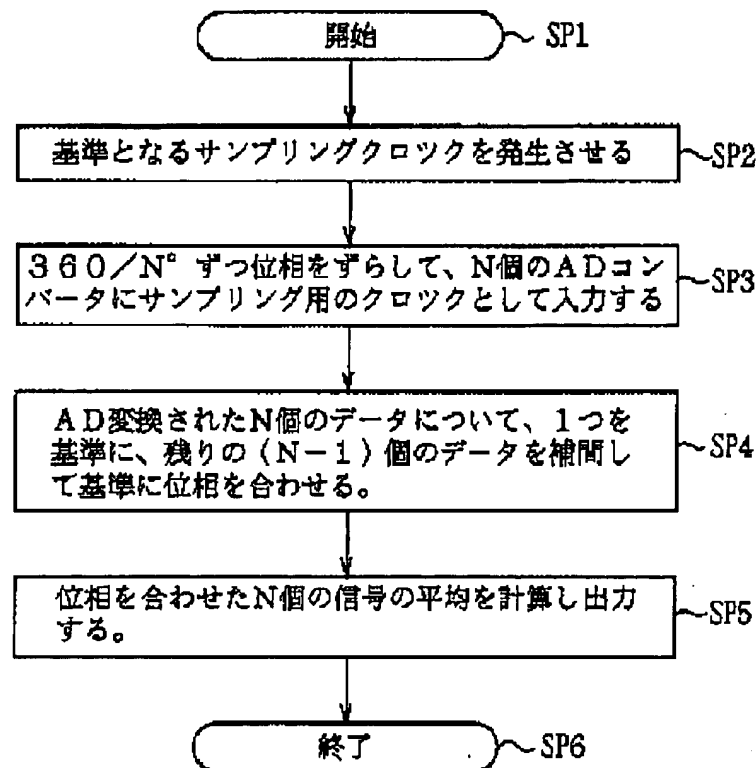 開始 SP1
基準となるサンプリングクロツクを発生させる SP2
360/N° ずつ位相をずらして、N個のADコン
バータにサンプリング用のクロツクとして入力する SP3
AD変換されたN個のデータについて、1つを
基準に、残りの(N-1)個のデータを補間し SP4
て基準に位相を合わせる。
位相を合わせたN個の信号の平均を計算し出力 SP5
する。
終了 SP6